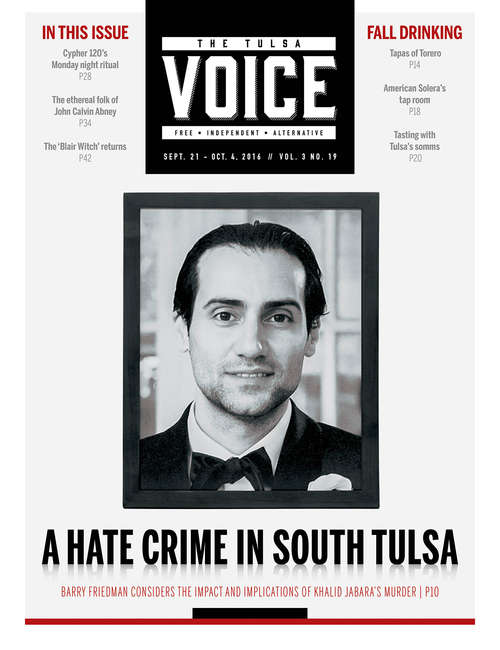 IN THIS ISSUE
Cypher 120's
Monday night ritual
P28
The ethereal folk of
John Calvin Abney
P34
The 'Blair Witch' returns
P42
THE TULSA
VOICE
FREE • INDEPENDENT • ALTERNATIVE
SEPT. 21 – OCT. 4, 2016 // VOL. 3 NO. 19
FALL DRINKING
Tapas of Torero
P14
American Solera's
tap room
P18
Tasting with
Tulsa's somms
P20
A HATE CRIME IN SOUTH TULSA
BARRY FRIEDMAN CONSIDERS THE IMPACT AND IMPLICATIONS OF KHALID JABARA'S MURDER | P10